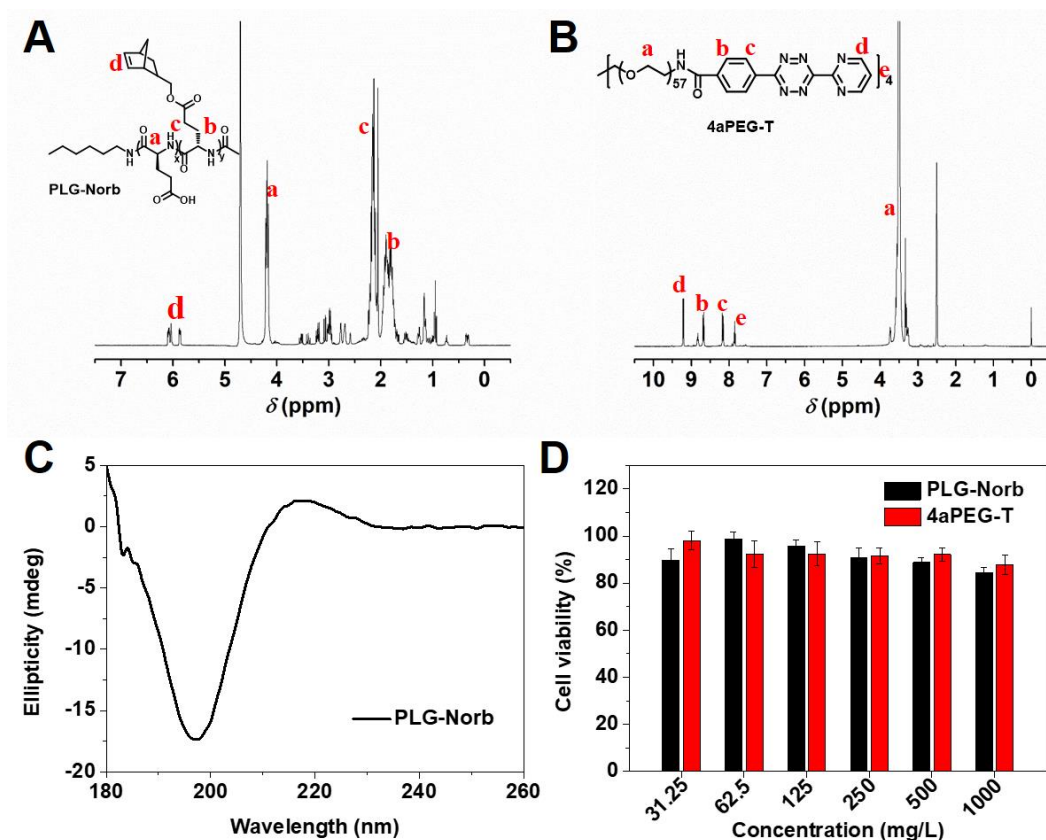 A
d
O
O
c
b
O
a
H
N
O
N
H
x
O
N
H
y
O
O
OH
PLG-Norb
d
a
c
b
7 6 5 4 3 2 1 0
δ (ppm)
B
a
O
57
H
N
O
b
c
N
N
N
N
N
N
d
e
4
4aPEG-T
d
b
c
e
a
10 9 8 7 6 5 4 3 2 1 0
δ (ppm)
C
5
0
-5
-10
-15
-20
Ellipticity (mdeg)
PLG-Norb
180 200 220 240 260
Wavelength (nm)
D
120
100
80
60
40
20
0
Cell viability (%)
PLG-Norb
4aPEG-T
31.25 62.5 125 250 500 1000
Concentration (mg/L)